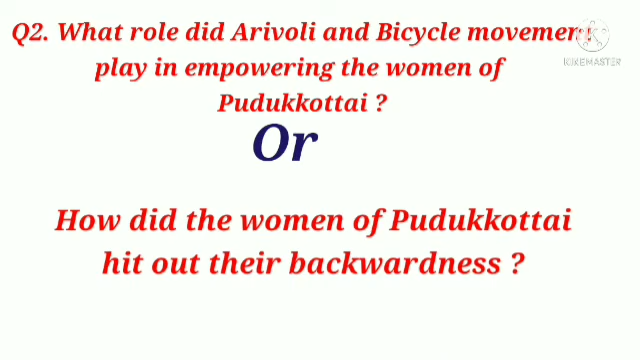 Q2. What role did Arivoli and Bicycle movement
KINEMASTER
play in empowering the women of
Pudukkottai ?
Or
How did the women of Pudukkottai
hit out their backwardness ?